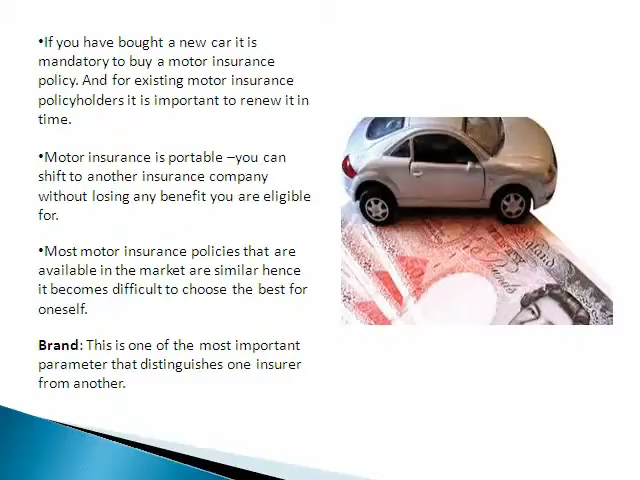 •If you have bought a new car it is
mandatory to buy a motor insurance
policy. And for existing motor insurance
policyholders it is important to renew it in
time.
•Motor insurance is portable –you can
shift to another insurance company
without losing any benefit you are eligible
for.
•Most motor insurance policies that are
available in the market are similar hence
it becomes difficult to choose the best for
oneself.
Brand: This is one of the most important
parameter that distinguishes one insurer
from another.